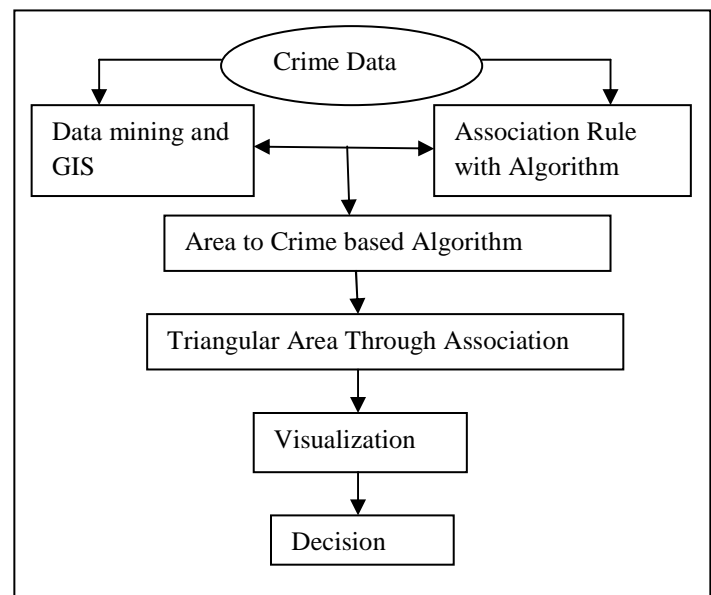 Crime Data
Data mining and
GIS
Association Rule
with Algorithm
Area to Crime based Algorithm
Triangular Area Through Association
Visualization
Decision